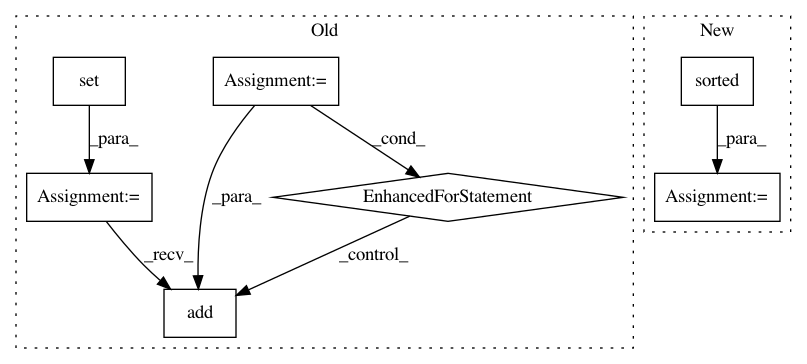 Old
New
set
Assignment:=
sorted
_para_
_cond_
_para_
Assignment:=
_para_
EnhancedForStatement
Assignment:=
_recv_
_control_
add